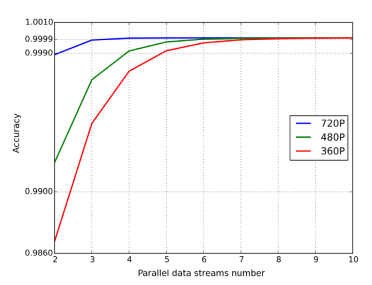 1.0010
0.9999
0.9990
0.9900
0.9860
Accuracy
720P
480P
360P
2 3 4 5 6 7 8 9 10
Parallel data streams number